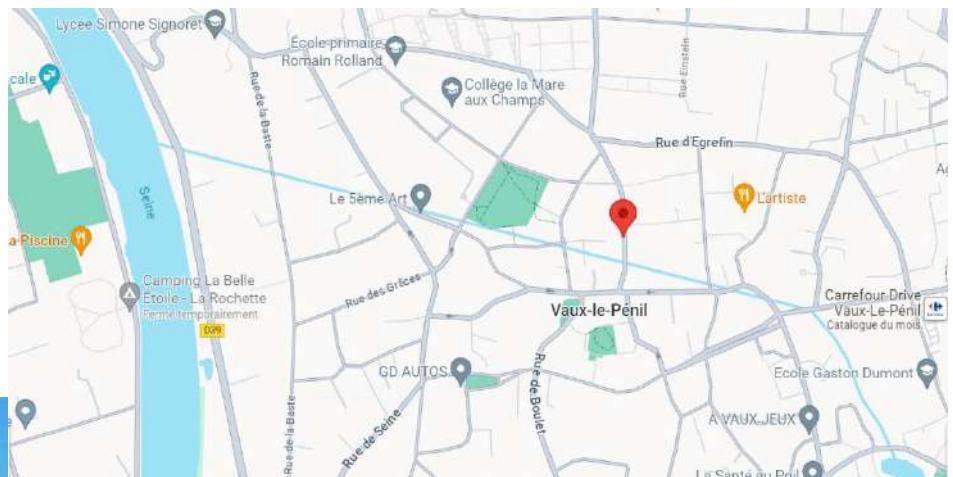 Lycée Simone Signoret
École primaire
Romain Rolland
cale
Collège la Mare
aux Champs
Rue Einstein
Rue de la Baste
Rue d'Egrefin
Seine
Le 5ème Art
L'artiste
a Piscine
Camping La Belle
Étoile - La Rochette
Fermé temporairement
Rue des Grèces
D39
Vaux-le-Pénil
Carrefour Drive
Vaux-Le-Pénil
Catalogue du mois
GD AUTOS
Rue de Boulet
Ecole Gaston Dumont
Rue de la Baste
Rue de Seine
A VAUX JEUX
La Santé au Pril